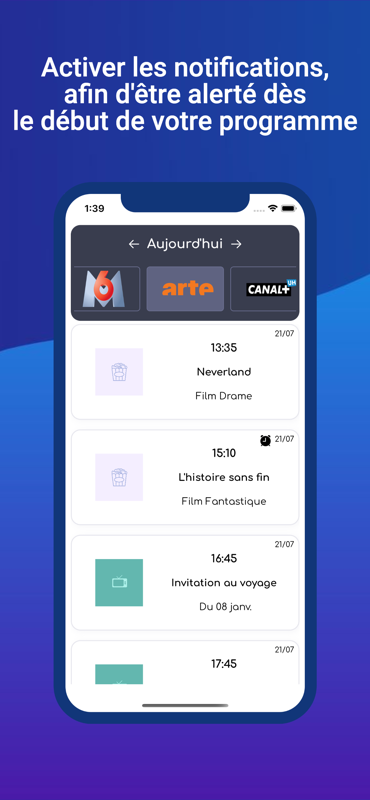 Activer les notifications,
afin d'être alerté dès
le début de votre programme
1:39
← Aujourd'hui →
M6
arte
CANAL+
UH
21/07
13:35
Neverland
Film Drame
21/07
15:10
L'histoire sans fin
Film Fantastique
21/07
16:45
Invitation au voyage
Du 08 janv.
21/07
17:45